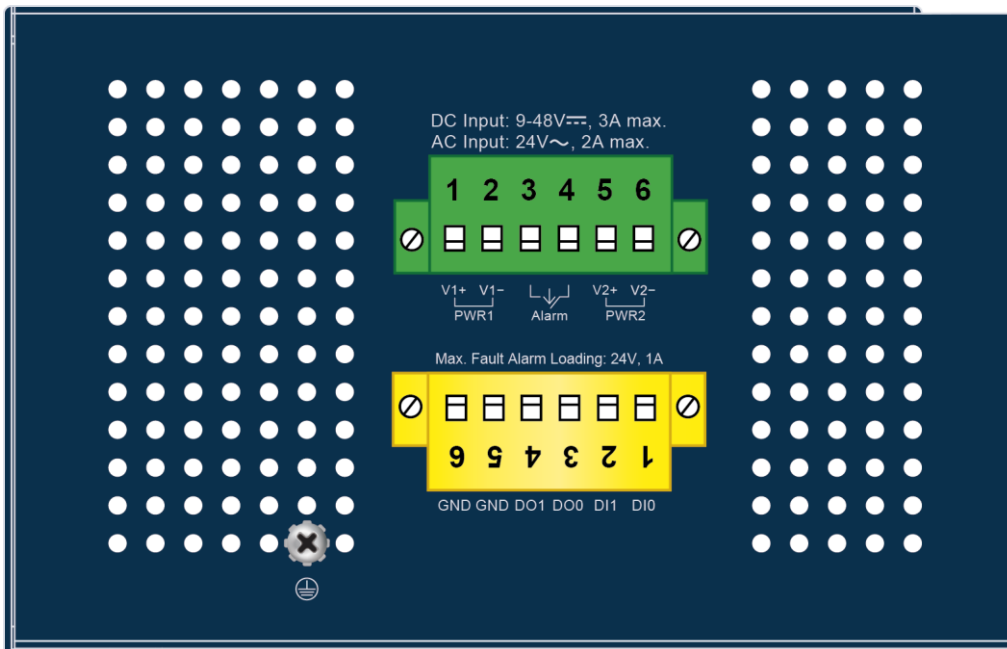 DC Input: 9-48V⎓, 3A max.
AC Input: 24V～, 2A max.
1 2 3 4 5 6
V1+ V1− V2+ V2−
PWR1 Alarm PWR2
Max. Fault Alarm Loading: 24V, 1A
6 5 4 3 2 1
GND GND DO1 DO0 DI1 DI0